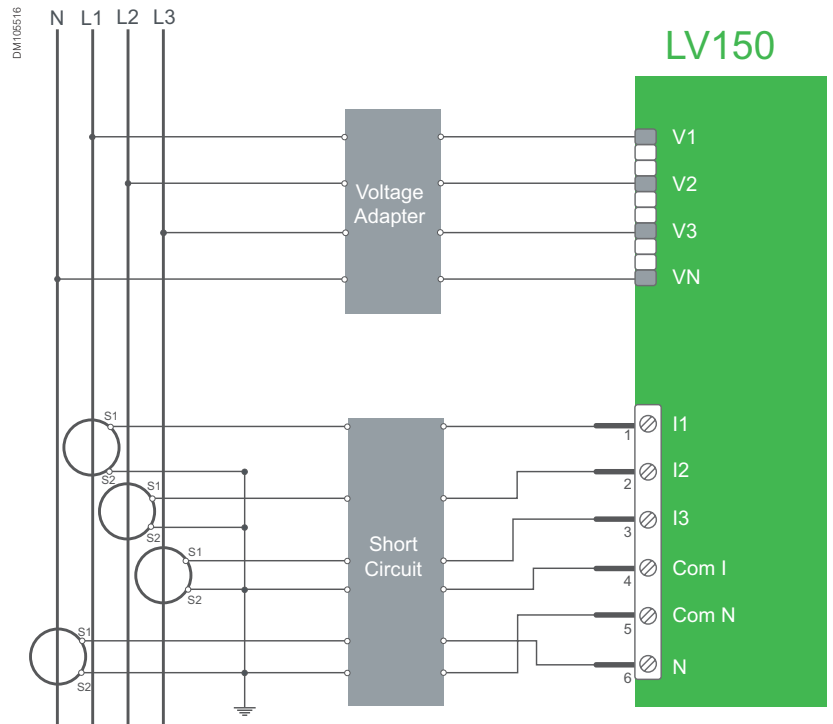 DM105516
N L1 L2 L3
LV150
V1
V2
V3
VN
Voltage
Adapter
S1
S2
S1
S2
S1
S2
S1
S2
Short
Circuit
1 I1
2 I2
3 I3
4 Com I
5 Com N
6 N